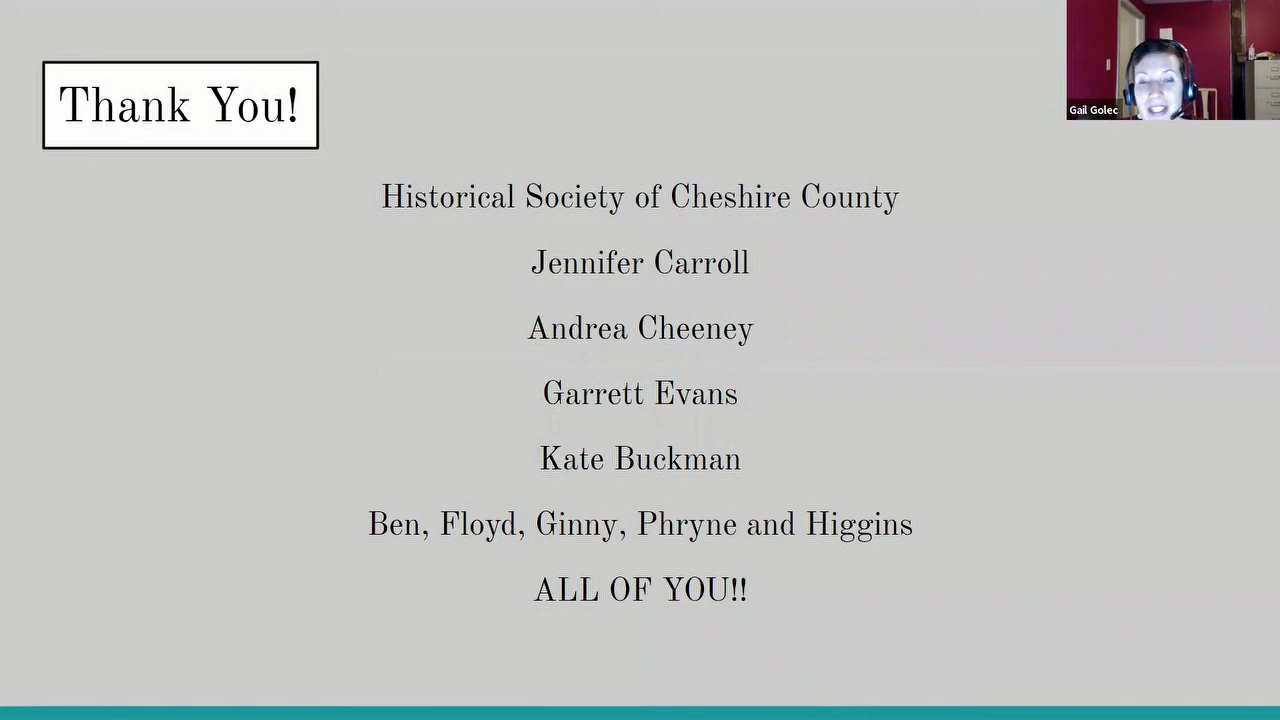 Thank You!
Gail Golec
Historical Society of Cheshire County
Jennifer Carroll
Andrea Cheeney
Garrett Evans
Kate Buckman
Ben, Floyd, Ginny, Phryne and Higgins
ALL OF YOU!!